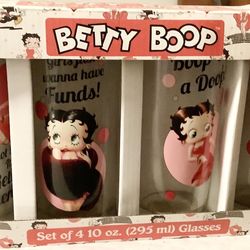 BETTY BOOP
girls just
wanna have
Funds!
Boop
a Doop
Set of 4 10 oz. (295 ml) Glasses